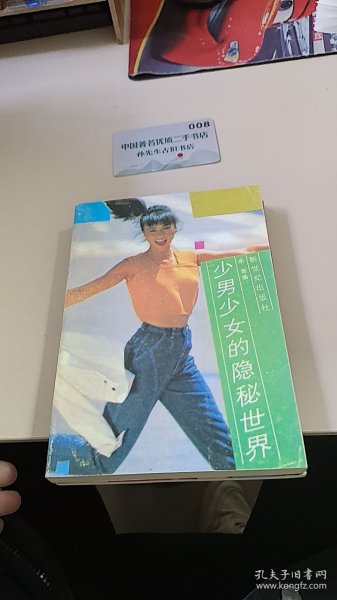 008
中国著名优质二手书店
孙先生古旧书店
少男少女的隐秘世界
新世纪出版社
孔夫子旧书网
www.kongfz.com